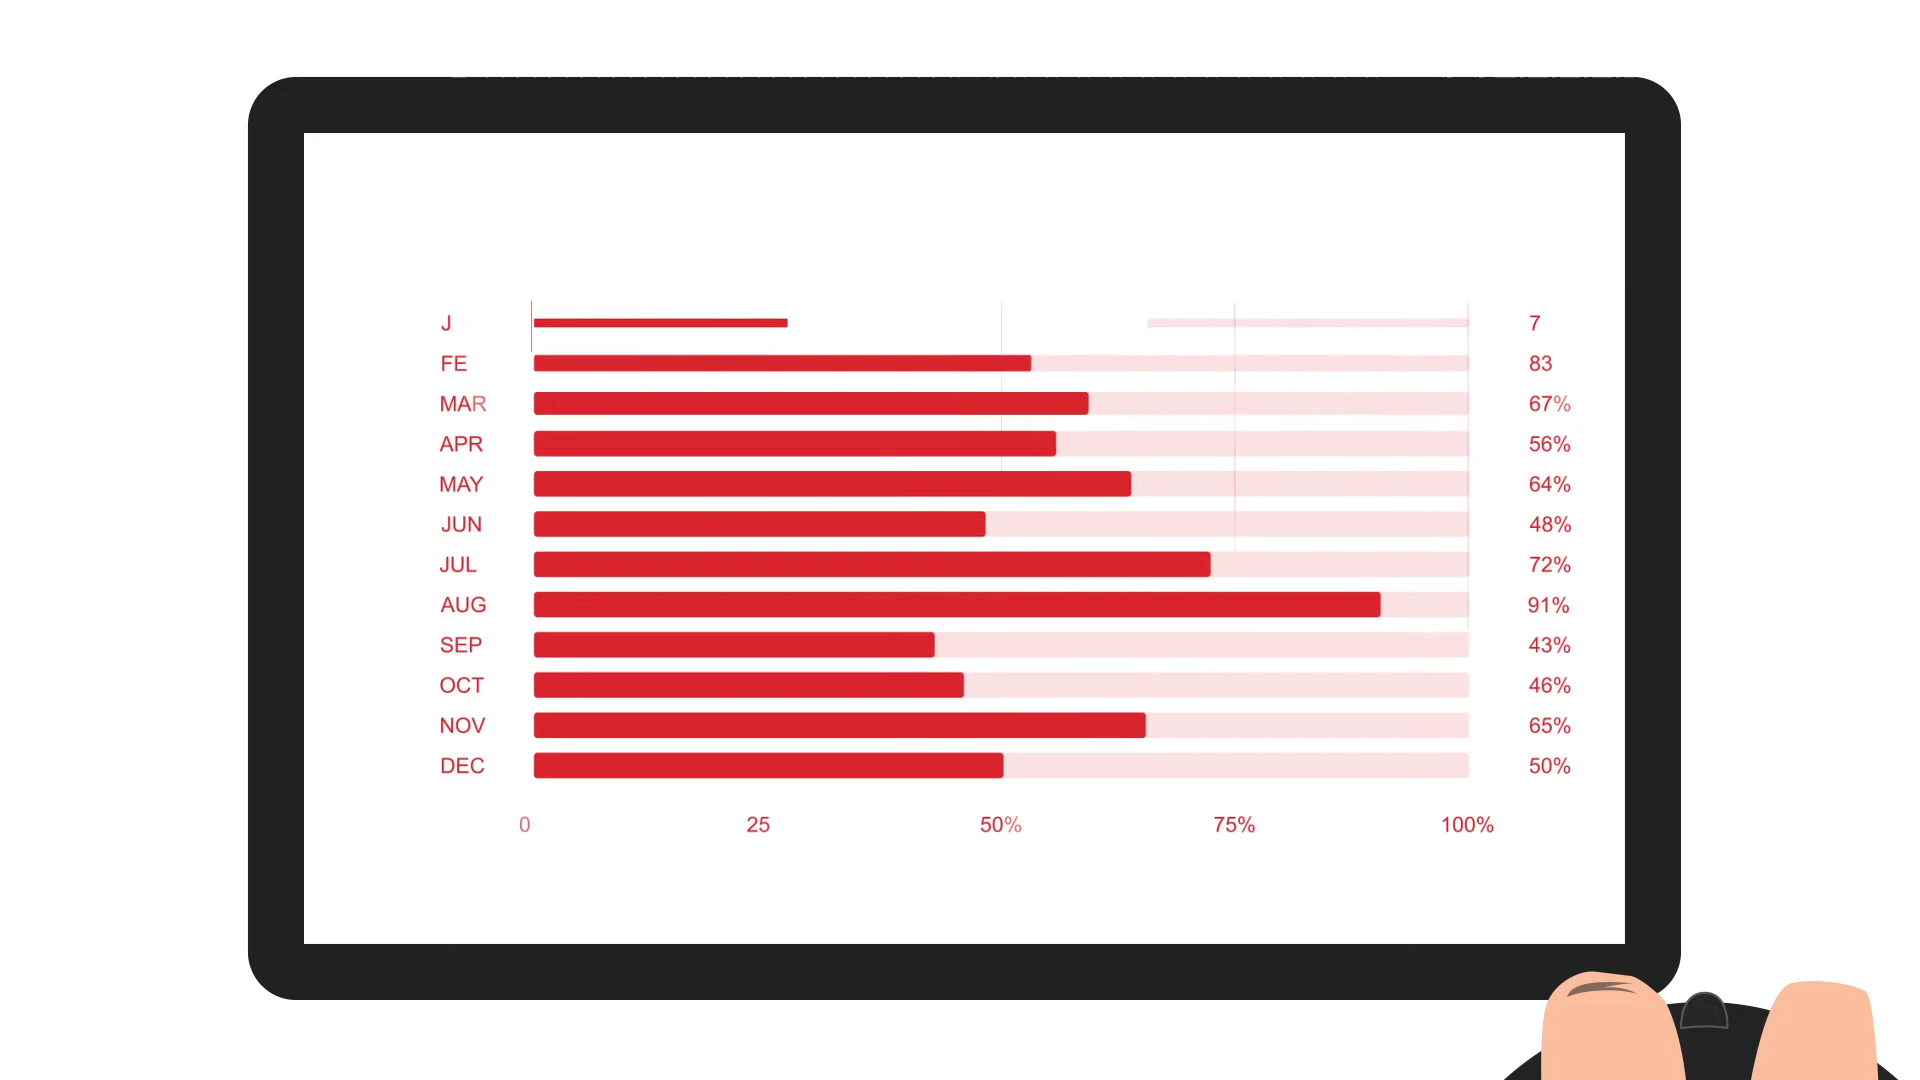 J 7
FE 83
MAR 67%
APR 56%
MAY 64%
JUN 48%
JUL 72%
AUG 91%
SEP 43%
OCT 46%
NOV 65%
DEC 50%
0 25 50% 75% 100%